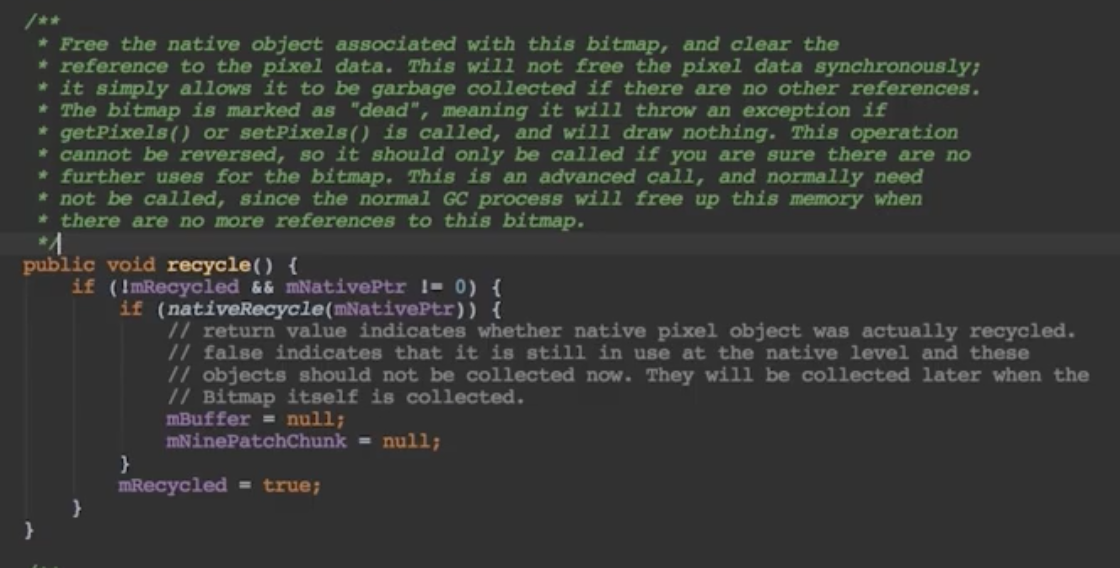 /**
 * Free the native object associated with this bitmap, and clear the
 * reference to the pixel data. This will not free the pixel data synchronously;
 * it simply allows it to be garbage collected if there are no other references.
 * The bitmap is marked as "dead", meaning it will throw an exception if
 * getPixels() or setPixels() is called, and will draw nothing. This operation
 * cannot be reversed, so it should only be called if you are sure there are no
 * further uses for the bitmap. This is an advanced call, and normally need
 * not be called, since the normal GC process will free up this memory when
 * there are no more references to this bitmap.
 */
public void recycle() {
    if (!mRecycled && mNativePtr != 0) {
        if (nativeRecycle(mNativePtr)) {
            // return value indicates whether native pixel object was actually recycled.
            // false indicates that it is still in use at the native level and these
            // objects should not be collected now. They will be collected later when the
            // Bitmap itself is collected.
            mBuffer = null;
            mNinePatchChunk = null;
        }
        mRecycled = true;
    }
}